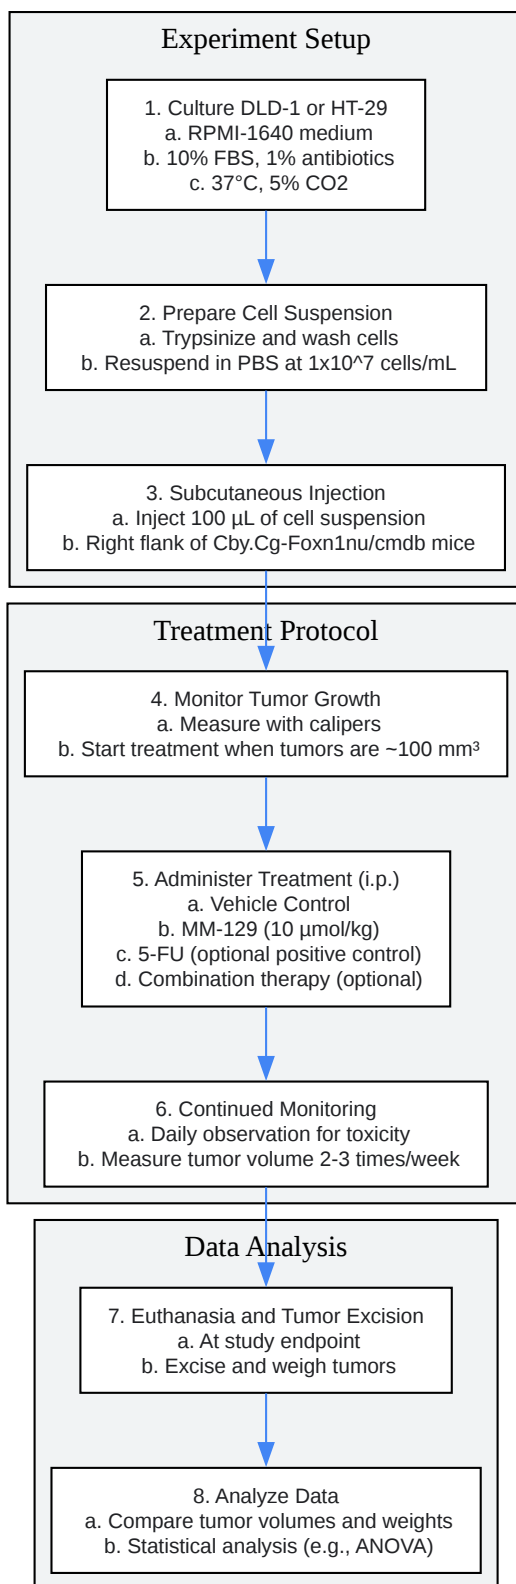 Experiment Setup
1. Culture DLD-1 or HT-29
a. RPMI-1640 medium
b. 10% FBS, 1% antibiotics
c. 37°C, 5% CO2
2. Prepare Cell Suspension
a. Trypsinize and wash cells
b. Resuspend in PBS at 1x10^7 cells/mL
3. Subcutaneous Injection
a. Inject 100 µL of cell suspension
b. Right flank of Cby.Cg-Foxn1nu/cmdb mice
Treatment Protocol
4. Monitor Tumor Growth
a. Measure with calipers
b. Start treatment when tumors are ~100 mm³
5. Administer Treatment (i.p.)
a. Vehicle Control
b. MM-129 (10 µmol/kg)
c. 5-FU (optional positive control)
d. Combination therapy (optional)
6. Continued Monitoring
a. Daily observation for toxicity
b. Measure tumor volume 2-3 times/week
Data Analysis
7. Euthanasia and Tumor Excision
a. At study endpoint
b. Excise and weigh tumors
8. Analyze Data
a. Compare tumor volumes and weights
b. Statistical analysis (e.g., ANOVA)